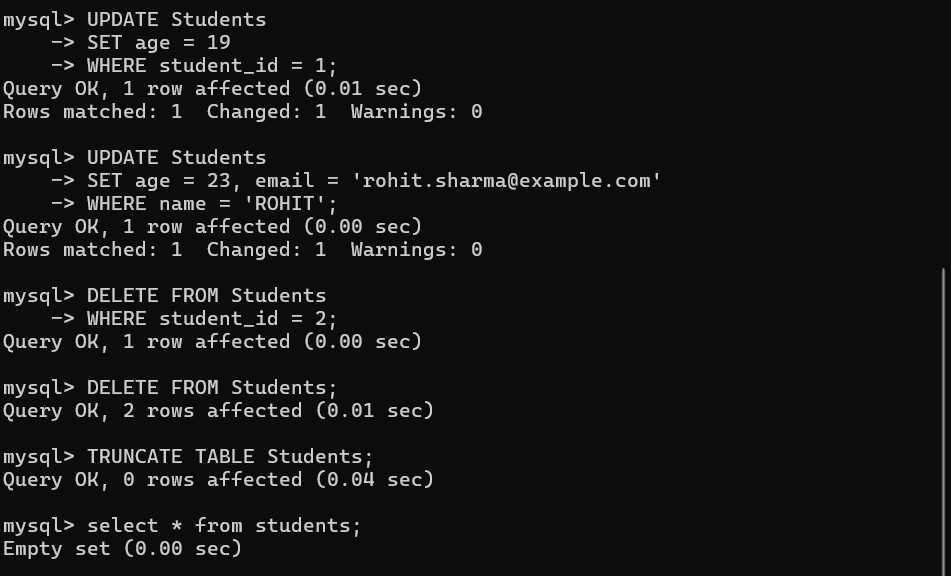 mysql> UPDATE Students
    -> SET age = 19
    -> WHERE student_id = 1;
Query OK, 1 row affected (0.01 sec)
Rows matched: 1  Changed: 1  Warnings: 0

mysql> UPDATE Students
    -> SET age = 23, email = 'rohit.sharma@example.com'
    -> WHERE name = 'ROHIT';
Query OK, 1 row affected (0.00 sec)
Rows matched: 1  Changed: 1  Warnings: 0

mysql> DELETE FROM Students
    -> WHERE student_id = 2;
Query OK, 1 row affected (0.00 sec)

mysql> DELETE FROM Students;
Query OK, 2 rows affected (0.01 sec)

mysql> TRUNCATE TABLE Students;
Query OK, 0 rows affected (0.04 sec)

mysql> select * from students;
Empty set (0.00 sec)